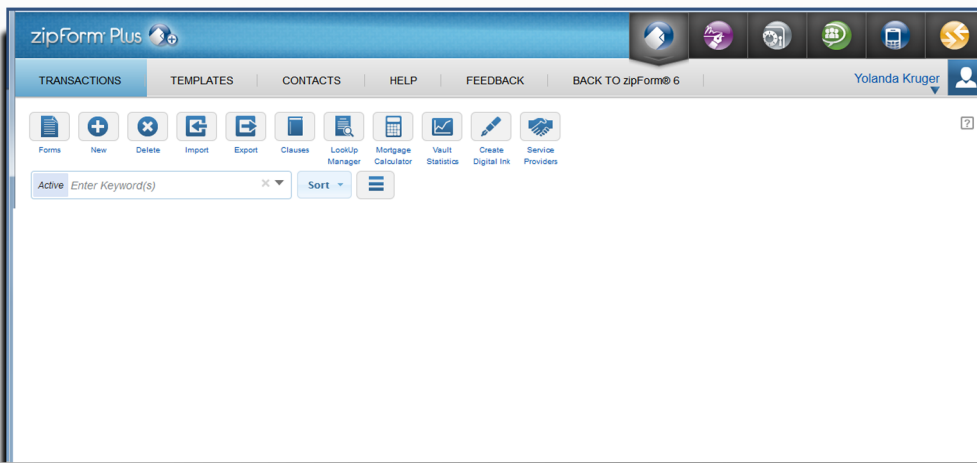 zipForm® Plus
TRANSACTIONS TEMPLATES CONTACTS HELP FEEDBACK BACK TO zipForm® 6 Yolanda Kruger
?
Forms New Delete Import Export Clauses LookUp Manager Mortgage Calculator Vault Statistics Create Digital Ink Service Providers
Active Enter Keyword(s) Sort